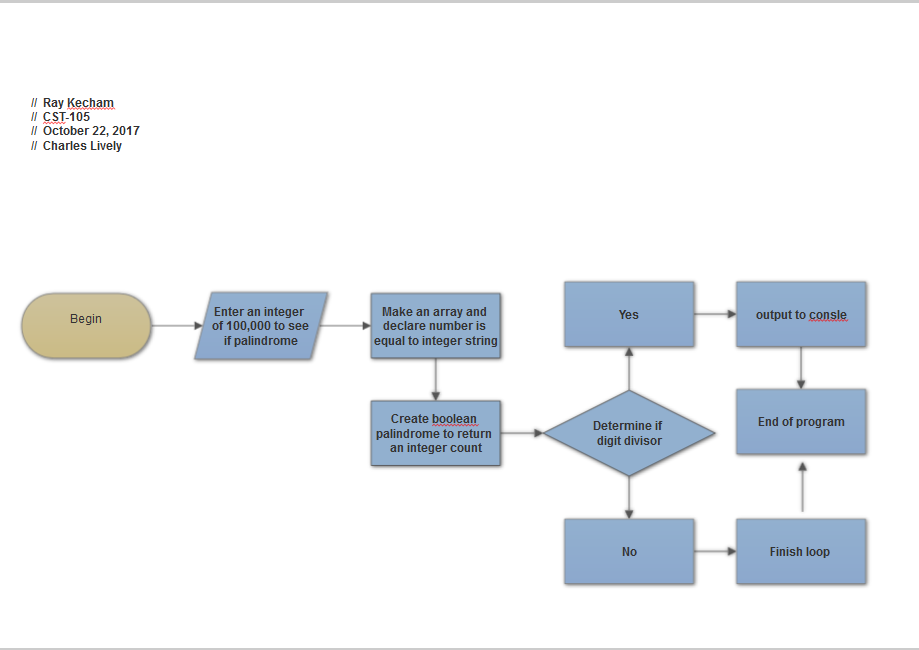 // Ray Kecham
// CST-105
// October 22, 2017
// Charles Lively
Begin
Enter an integer
of 100,000 to see
if palindrome
Make an array and
declare number is
equal to integer string
Create boolean
palindrome to return
an integer count
Determine if
digit divisor
Yes
output to consle
End of program
No
Finish loop